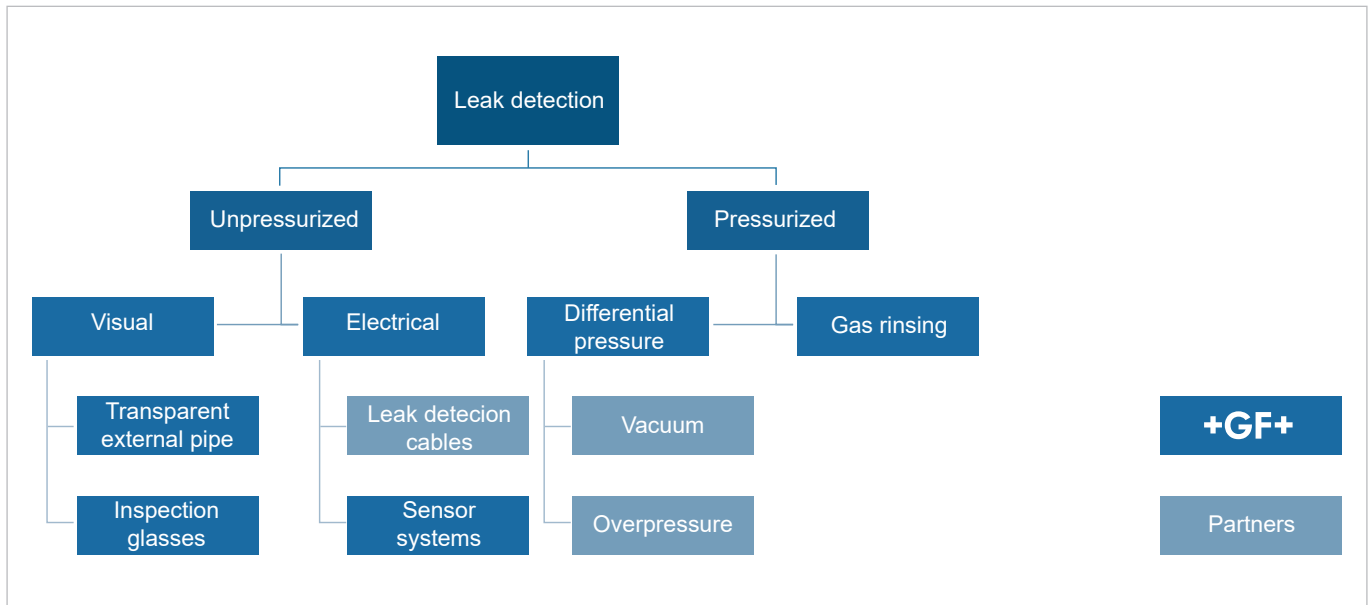 Leak detection
Unpressurized
Pressurized
Visual
Electrical
Differential
pressure
Gas rinsing
Transparent
external pipe
Leak detecion
cables
Vacuum
+GF+
Inspection
glasses
Sensor
systems
Overpressure
Partners